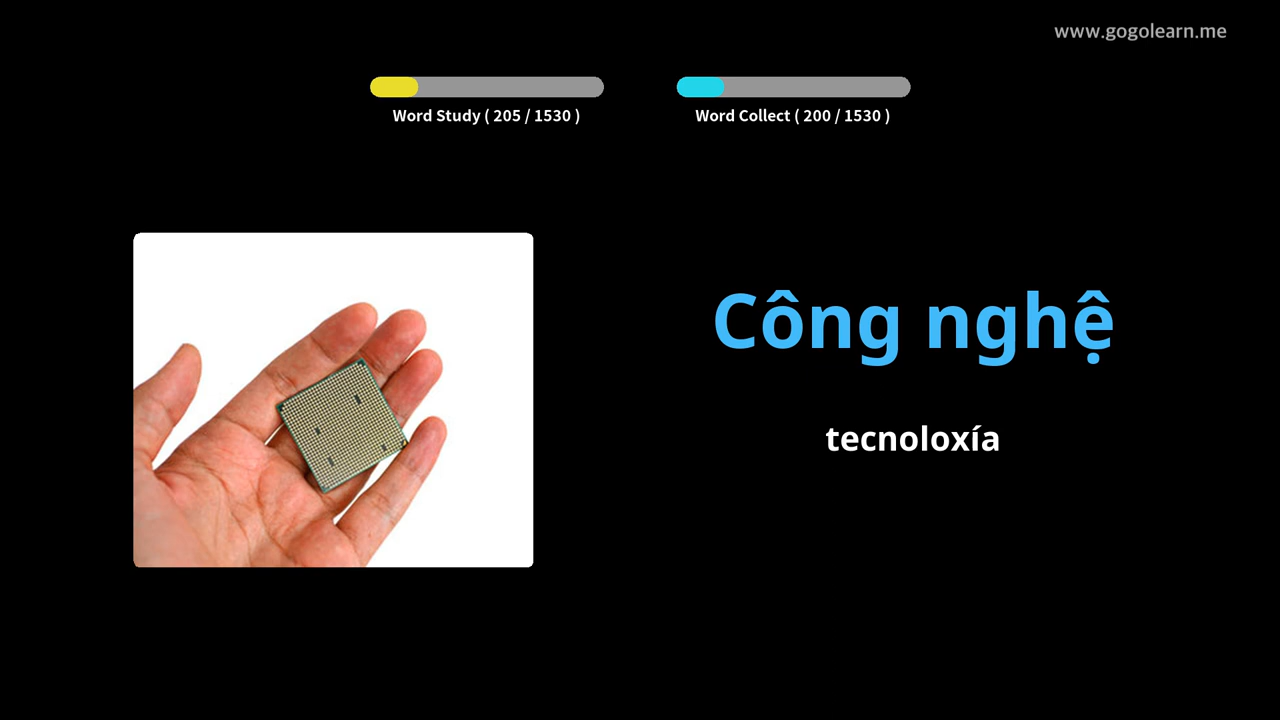 www.gogolearn.me
Word Study ( 205 / 1530 )
Word Collect ( 200 / 1530 )
Công nghệ
tecnoloxía